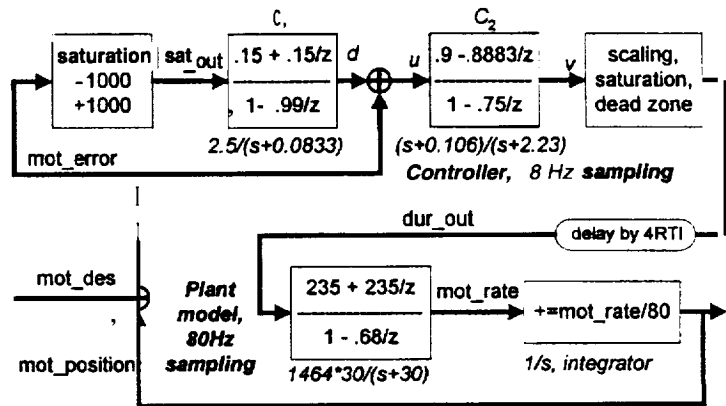 C,
C2
saturation
-1000
+1000
sat_out
.15 + .15/z
1- .99/z
,
d
u
.9 -.8883/z
1 - .75/z
v
scaling,
saturation,
dead zone
2.5/(s+0.0833)
(s+0.106)/(s+2.23)
mot_error
Controller, 8 Hz sampling
dur_out
delay by 4RTI
mot_des
,
mot_position
Plant
model,
80Hz
sampling
235 + 235/z
1 - .68/z
mot_rate
+=mot_rate/80
1464*30/(s+30)
1/s, integrator